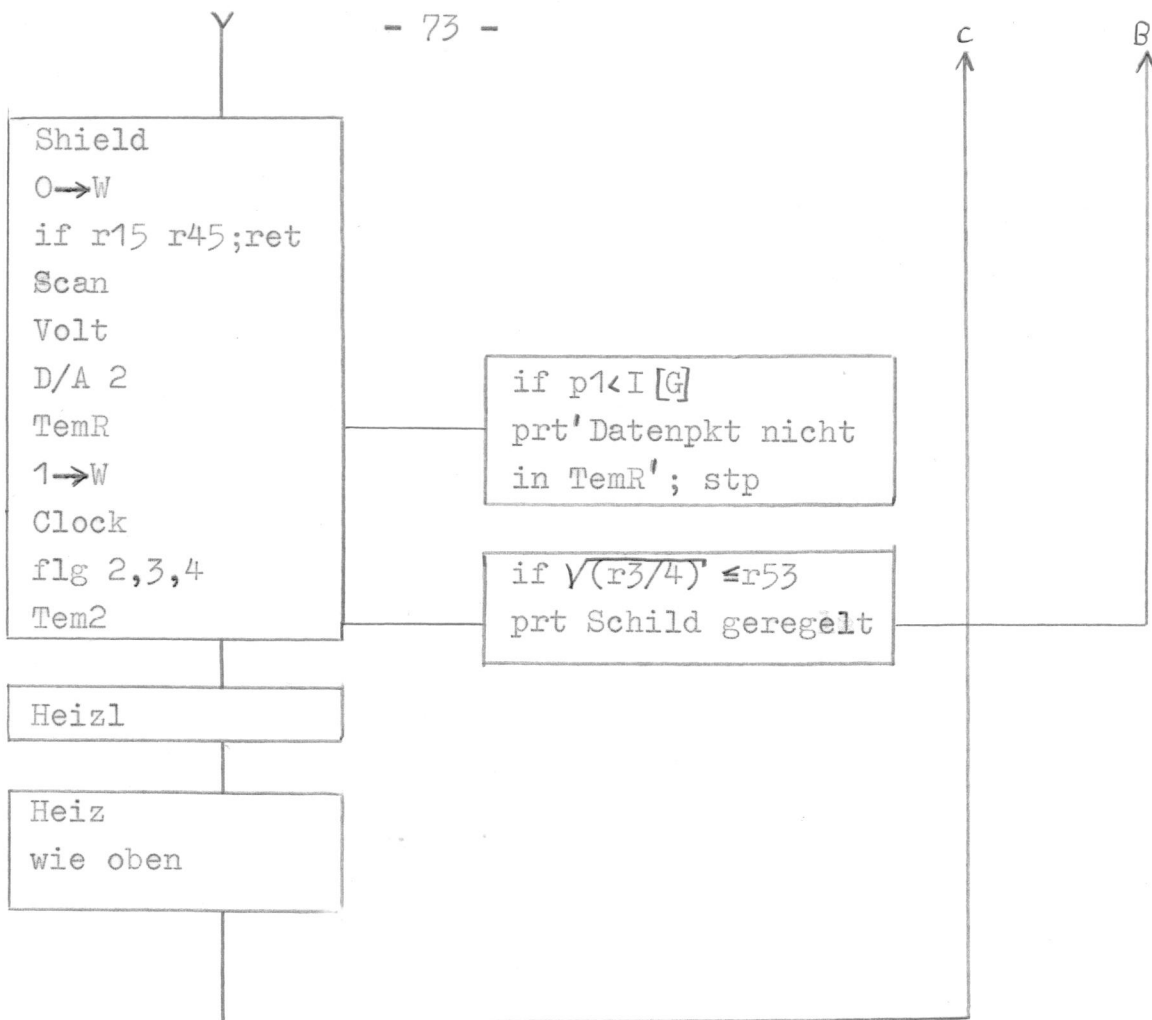 - 73 -
C
B
Shield
0→W
if r15 r45;ret
Scan
Volt
D/A 2
TemR
1→W
Clock
flg 2,3,4
Tem2
if p1<I[G]
prt'Datenpkt nicht
in TemR'; stp
if √(r3/4) ≤r53
prt Schild geregelt
Heizl
Heiz
wie oben